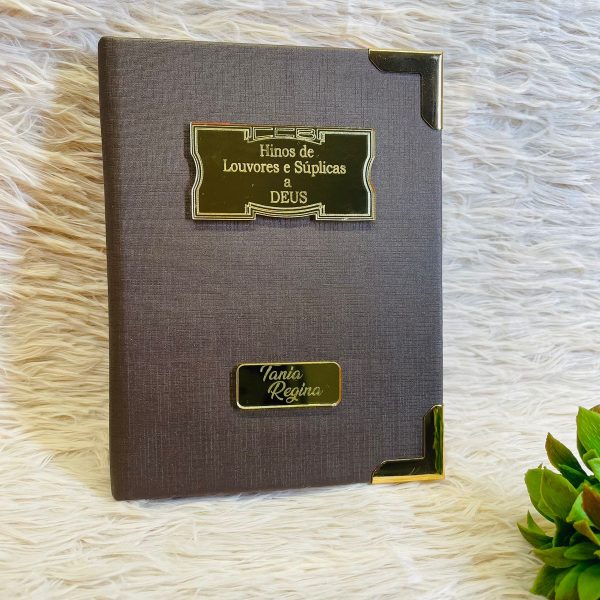 CCB
Hinos de
Louvores e Súplicas
a
DEUS
Tania
Regina